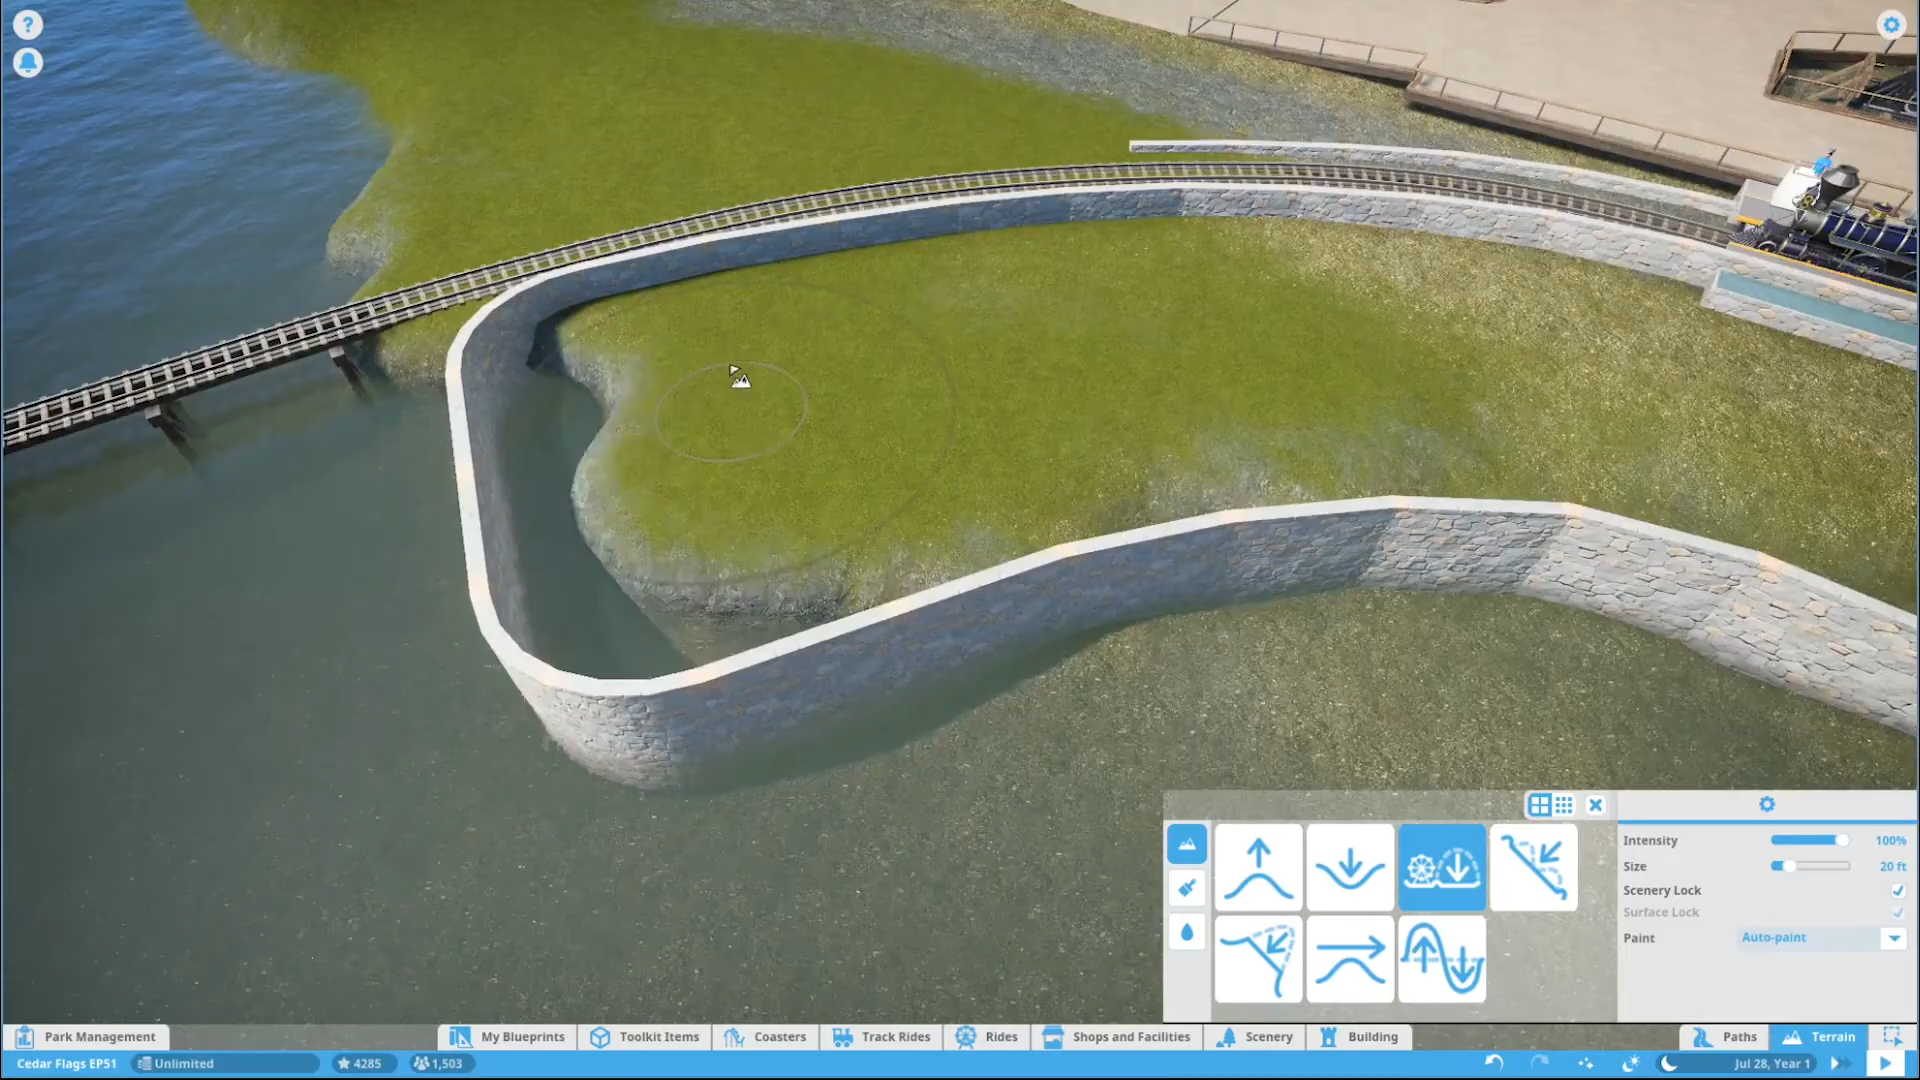 ?
Intensity 100%
Size 20 ft
Scenery Lock
Surface Lock
Paint Auto-paint
Park Management
My Blueprints
Toolkit Items
Coasters
Track Rides
Rides
Shops and Facilities
Scenery
Building
Paths
Terrain
Cedar Flags EP51
Unlimited
4285
1,503
Jul 28, Year 1